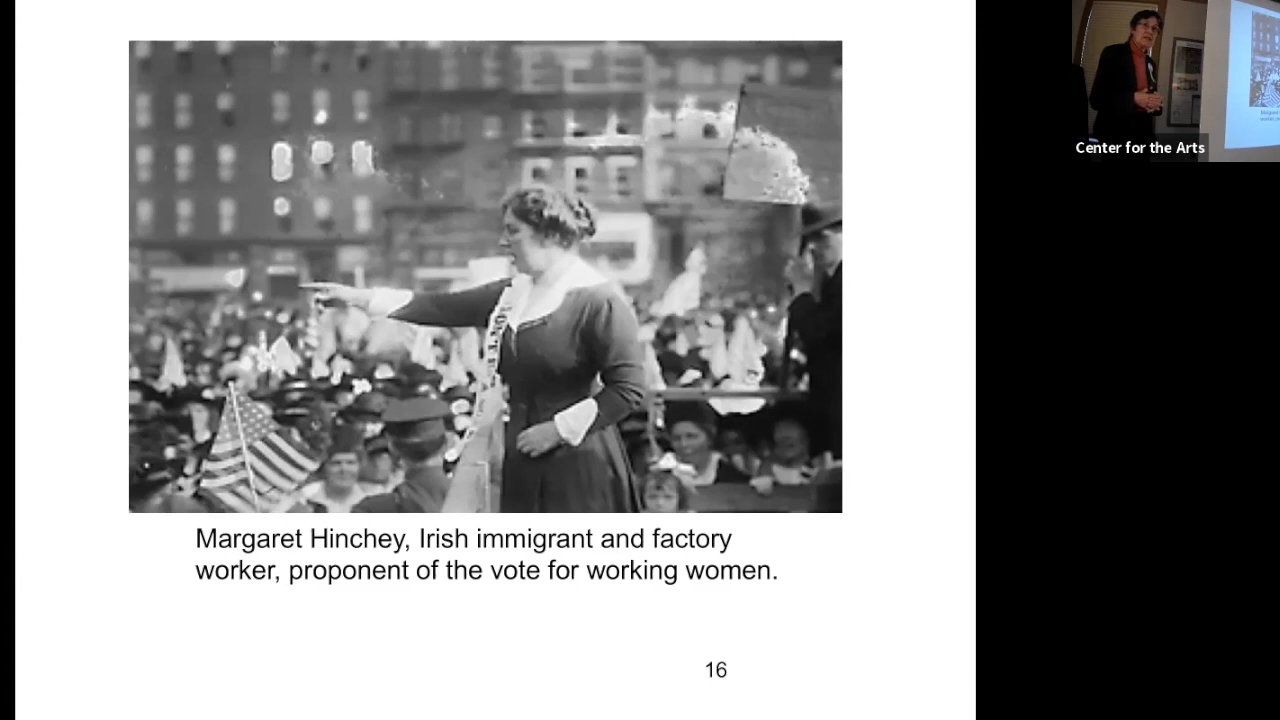 Center for the Arts
Margaret Hinchey, Irish immigrant and factory
worker, proponent of the vote for working women.
16